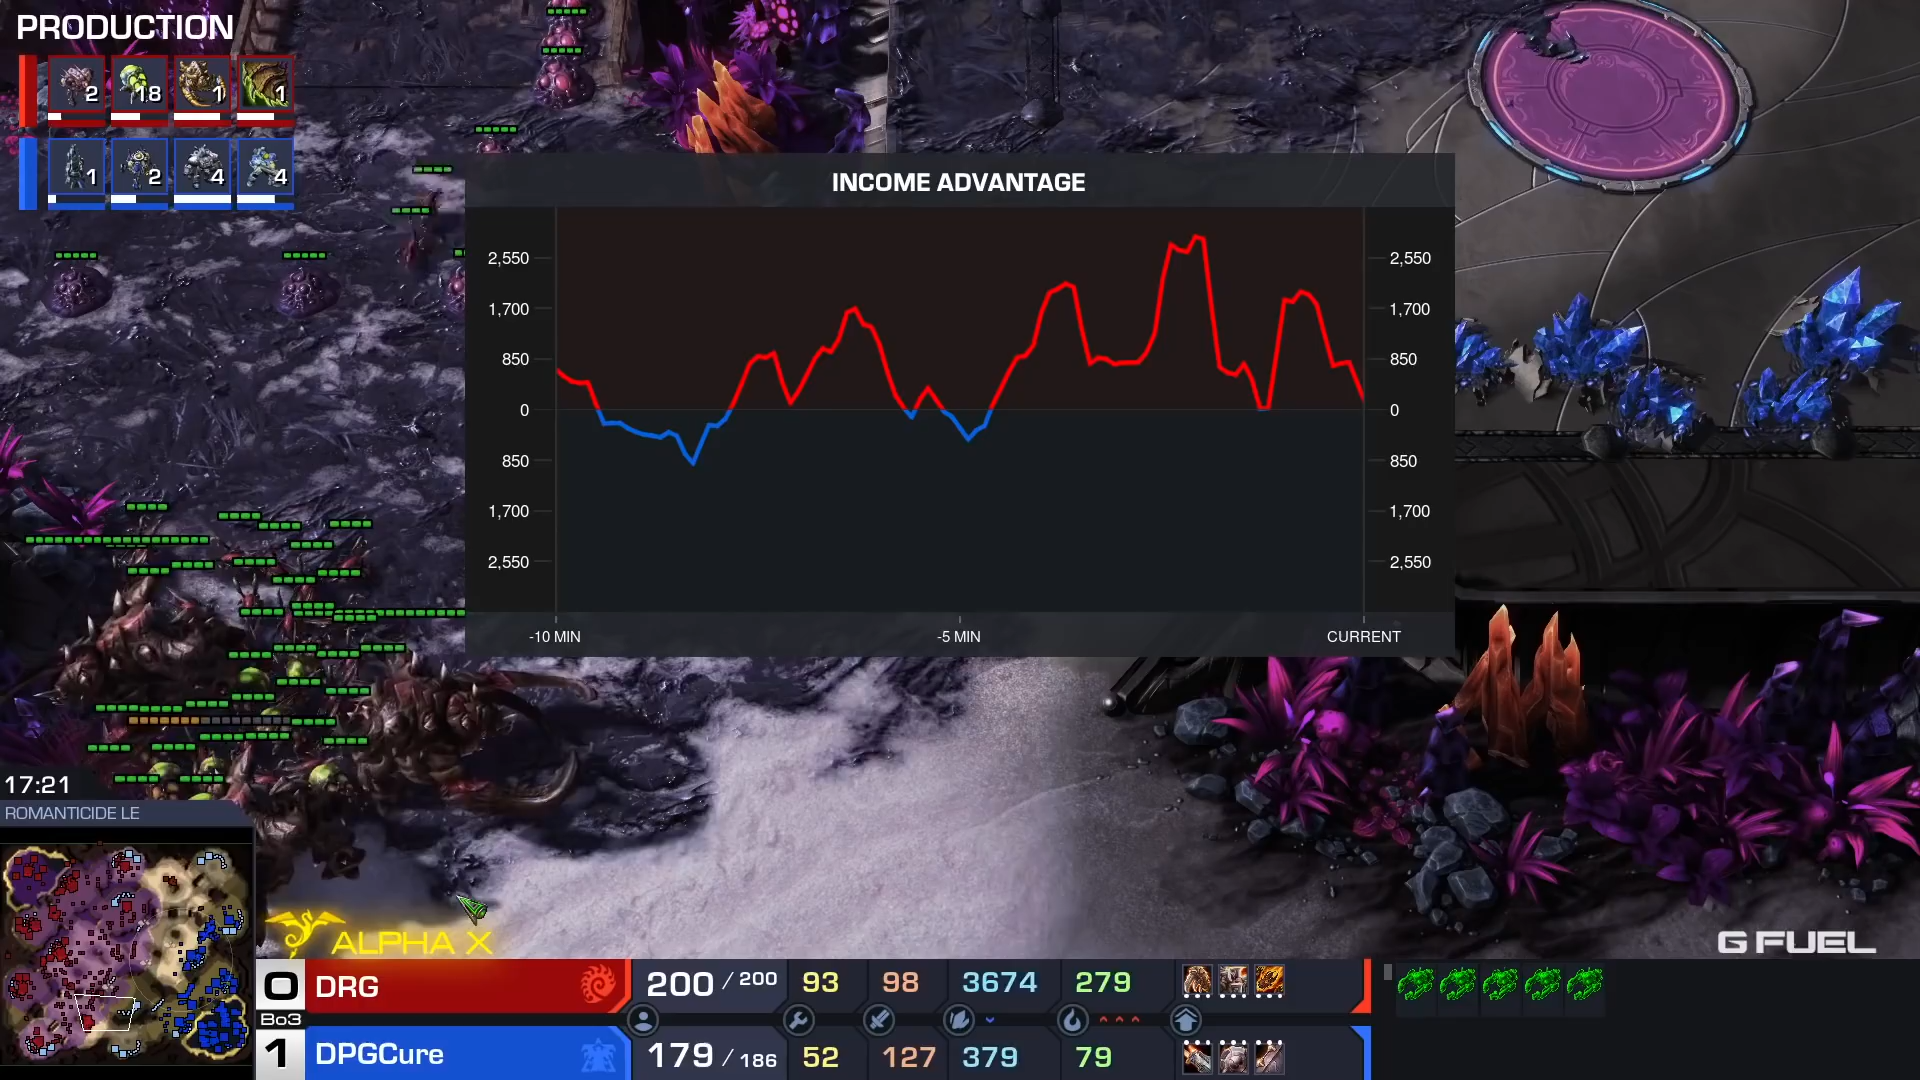 PRODUCTION
2 18 1 1
1 2 4 4
INCOME ADVANTAGE
2,550 2,550
1,700 1,700
850 850
0 0
850 850
1,700 1,700
2,550 2,550
-10 MIN -5 MIN CURRENT
17:21
ROMANTICIDE LE
ALPHA X
G FUEL
0 DRG 200 / 200 93 98 3674 279
Bo3
1 DPGCure 179 / 186 52 127 379 79